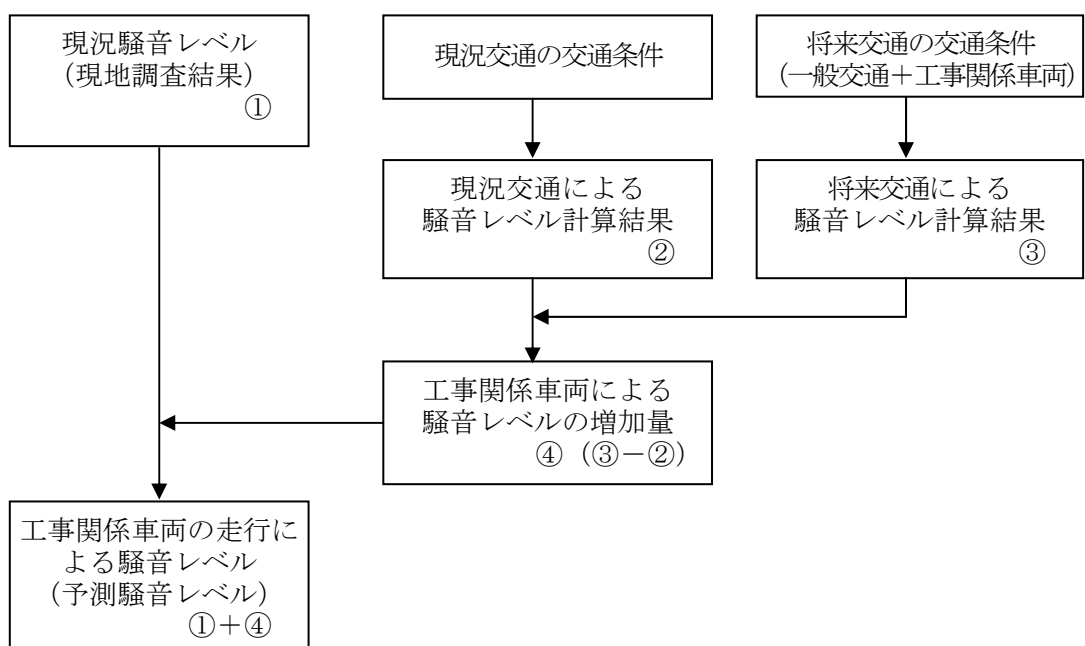 現況騒音レベル
（現地調査結果）
①
現況交通の交通条件
将来交通の交通条件
（一般交通＋工事関係車両）
現況交通による
騒音レベル計算結果
②
将来交通による
騒音レベル計算結果
③
工事関係車両による
騒音レベルの増加量
④（③－②）
工事関係車両の走行に
よる騒音レベル
（予測騒音レベル）
①＋④